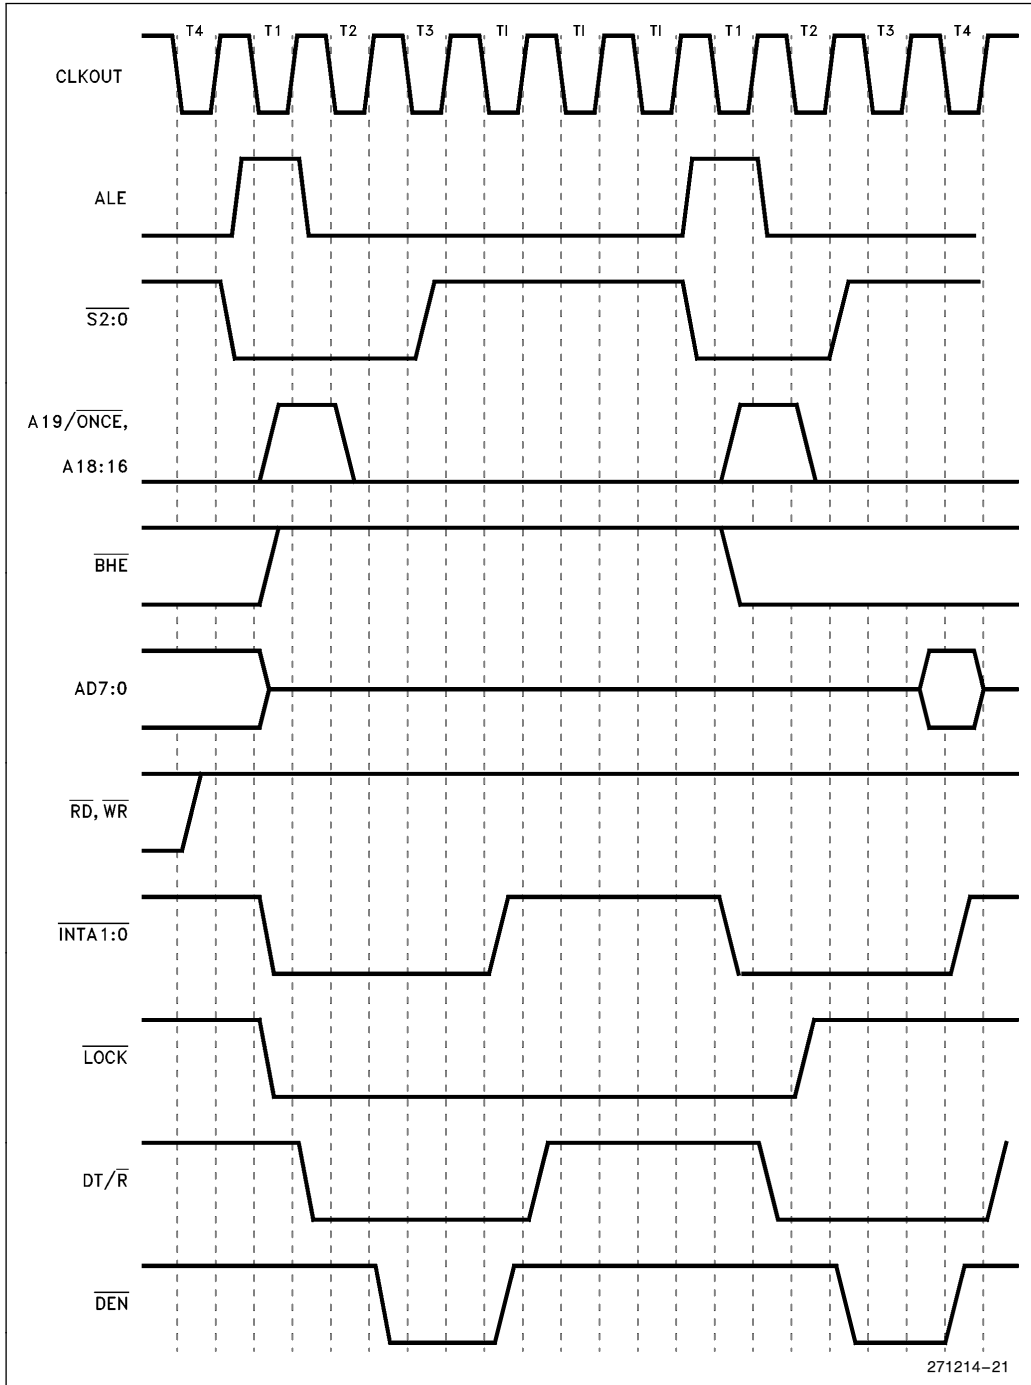 T4 T1 T2 T3 TI TI TI T1 T2 T3 T4
CLKOUT
ALE
S2:0
A19/ONCE,
A18:16
BHE
AD7:0
RD, WR
INTA1:0
LOCK
DT/R
DEN
271214-21